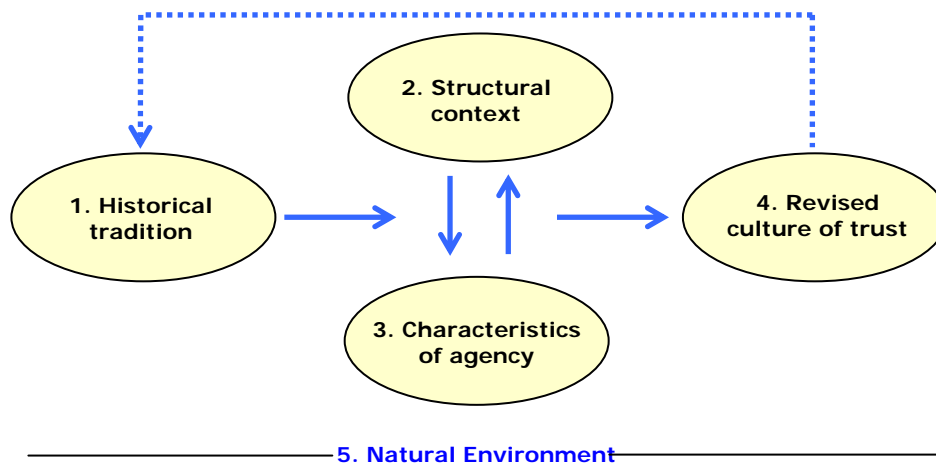 2. Structural
context
1. Historical
tradition
4. Revised
culture of trust
3. Characteristics
of agency
5. Natural Environment